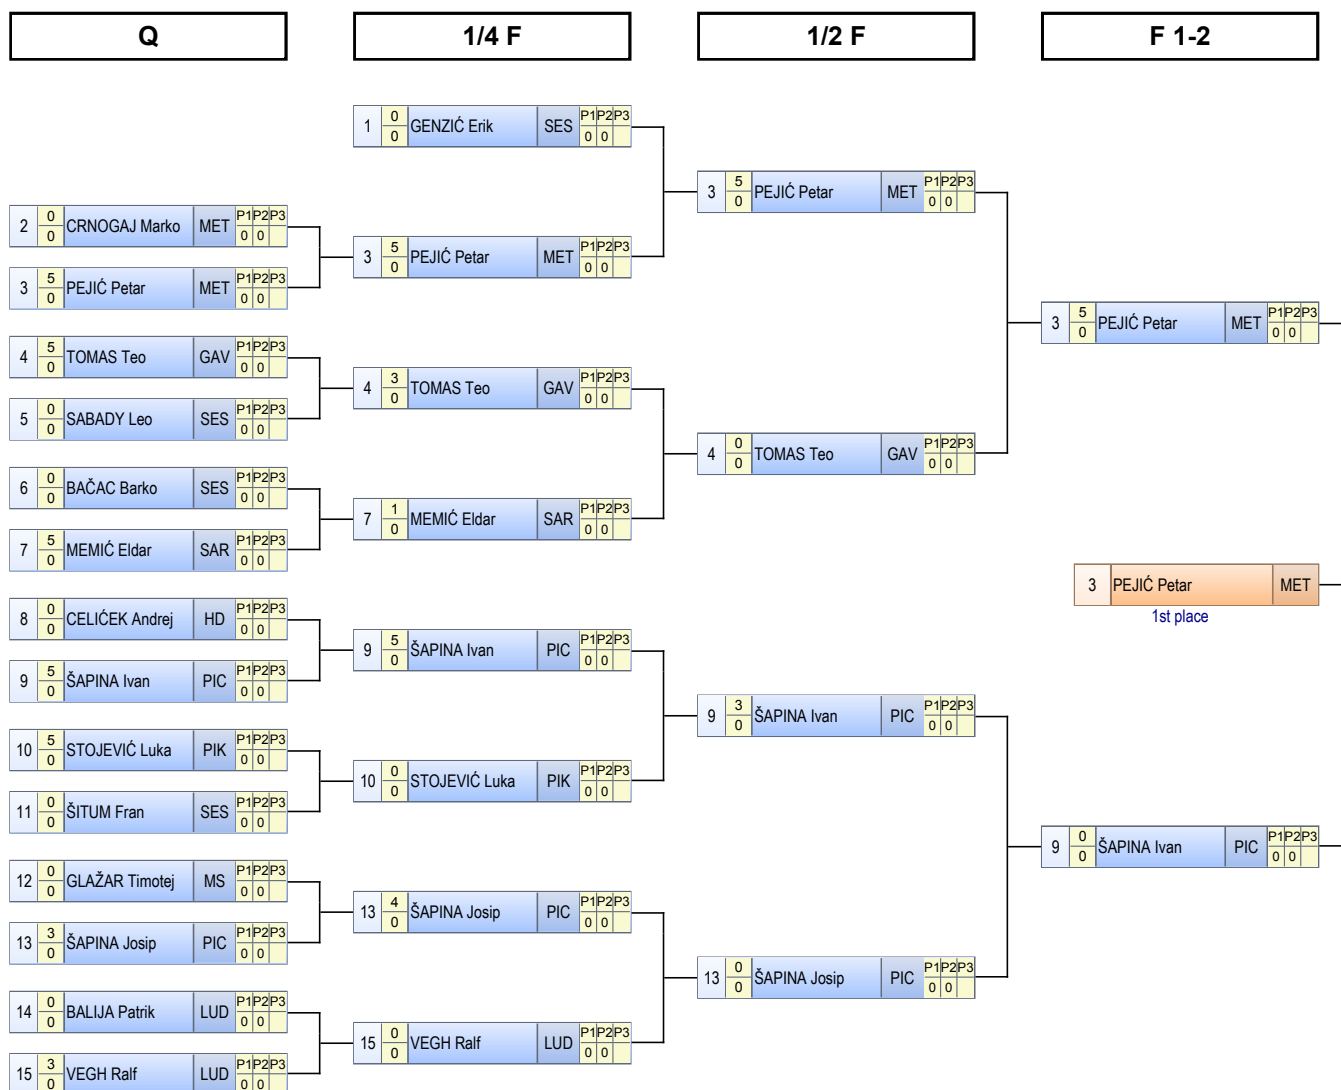 Q 1/4 F 1/2 F F 1-2
1 0 0 GENZIĆ Erik SES P1 P2 P3 0 0
3 5 0 PEJIĆ Petar MET P1 P2 P3 0 0
2 0 0 CRNOGAJ Marko MET P1 P2 P3 0 0
3 5 0 PEJIĆ Petar MET P1 P2 P3 0 0
3 5 0 PEJIĆ Petar MET P1 P2 P3 0 0
3 5 0 PEJIĆ Petar MET P1 P2 P3 0 0
4 5 0 TOMAS Teo GAV P1 P2 P3 0 0
4 3 0 TOMAS Teo GAV P1 P2 P3 0 0
5 0 0 SABADY Leo SES P1 P2 P3 0 0
4 0 0 TOMAS Teo GAV P1 P2 P3 0 0
6 0 0 BAČAC Barko SES P1 P2 P3 0 0
7 1 0 MEMIĆ Eldar SAR P1 P2 P3 0 0
7 5 0 MEMIĆ Eldar SAR P1 P2 P3 0 0
3 PEJIĆ Petar MET
1st place
8 0 0 CELIĆEK Andrej HD P1 P2 P3 0 0
9 5 0 ŠAPINA Ivan PIC P1 P2 P3 0 0
9 5 0 ŠAPINA Ivan PIC P1 P2 P3 0 0
9 3 0 ŠAPINA Ivan PIC P1 P2 P3 0 0
10 5 0 STOJEVIĆ Luka PIK P1 P2 P3 0 0
10 0 0 STOJEVIĆ Luka PIK P1 P2 P3 0 0
11 0 0 ŠITUM Fran SES P1 P2 P3 0 0
9 0 0 ŠAPINA Ivan PIC P1 P2 P3 0 0
12 0 0 GLAŽAR Timotej MS P1 P2 P3 0 0
13 4 0 ŠAPINA Josip PIC P1 P2 P3 0 0
13 3 0 ŠAPINA Josip PIC P1 P2 P3 0 0
13 0 0 ŠAPINA Josip PIC P1 P2 P3 0 0
14 0 0 BALIJA Patrik LUD P1 P2 P3 0 0
15 0 0 VEGH Ralf LUD P1 P2 P3 0 0
15 3 0 VEGH Ralf LUD P1 P2 P3 0 0